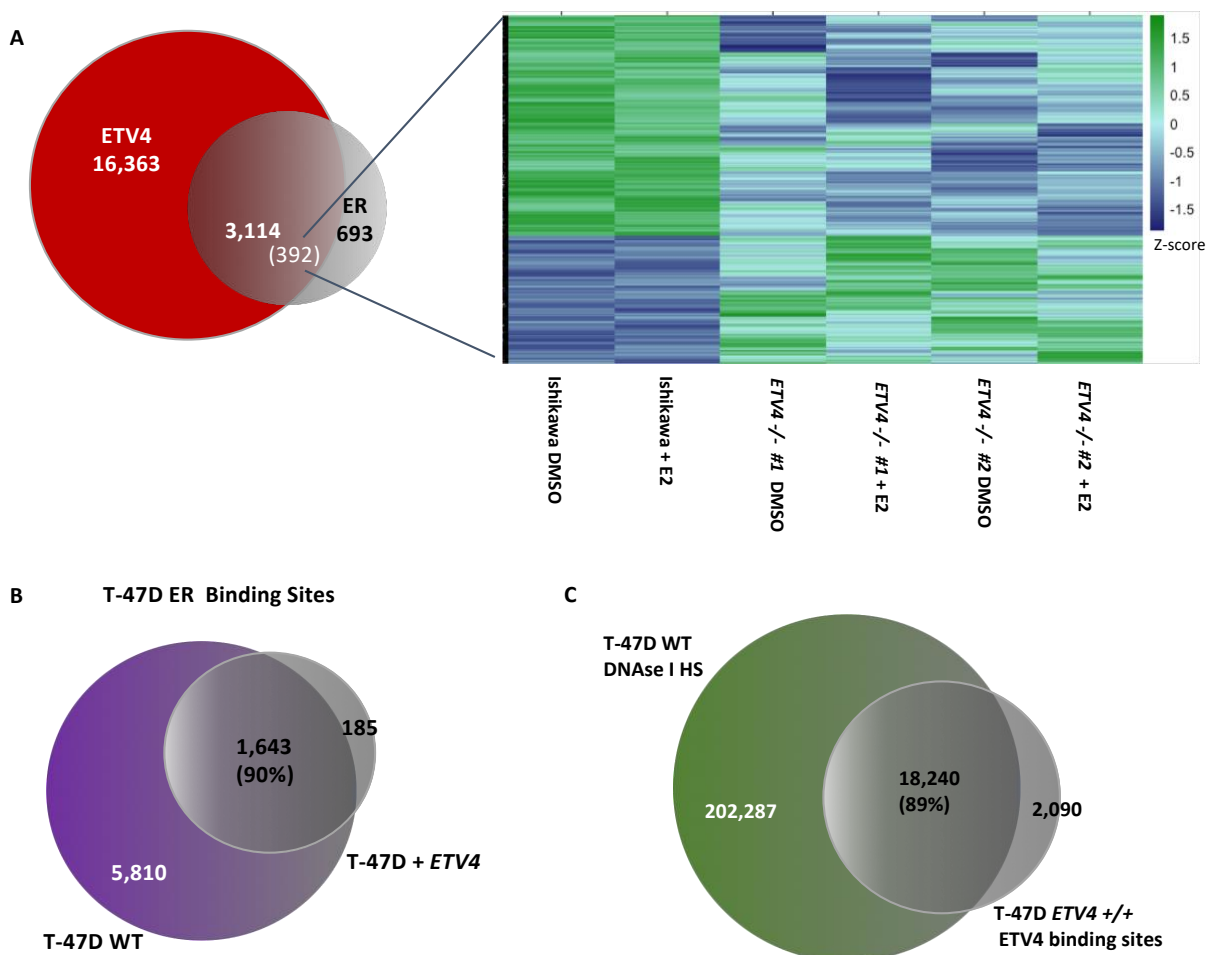 A
ETV4
16,363
3,114
(392)
ER
693
1.5
1
0.5
0
-0.5
-1
-1.5
Z-score
Ishikawa DMSO
Ishikawa + E2
ETV4 -/- #1 DMSO
ETV4 -/- #1 + E2
ETV4 -/- #2 DMSO
ETV4 -/- #2 + E2
B
T-47D ER Binding Sites
1,643
(90%)
185
5,810
T-47D + ETV4
T-47D WT
C
T-47D WT
DNAse I HS
18,240
(89%)
202,287
2,090
T-47D ETV4 +/+
ETV4 binding sites